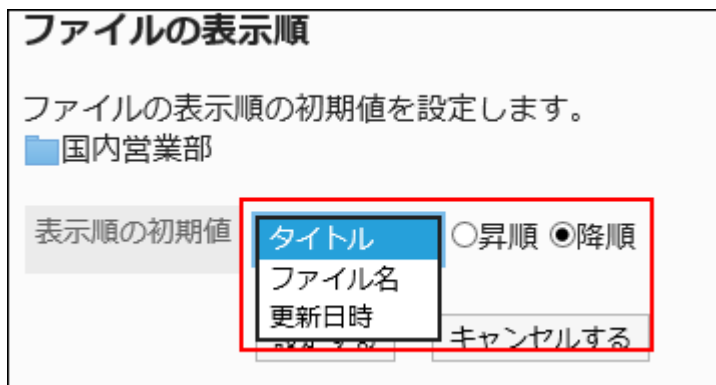 ファイルの表示順
ファイルの表示順の初期値を設定します。
国内営業部
表示順の初期値 タイトル 昇順 降順
ファイル名
更新日時
キャンセルする